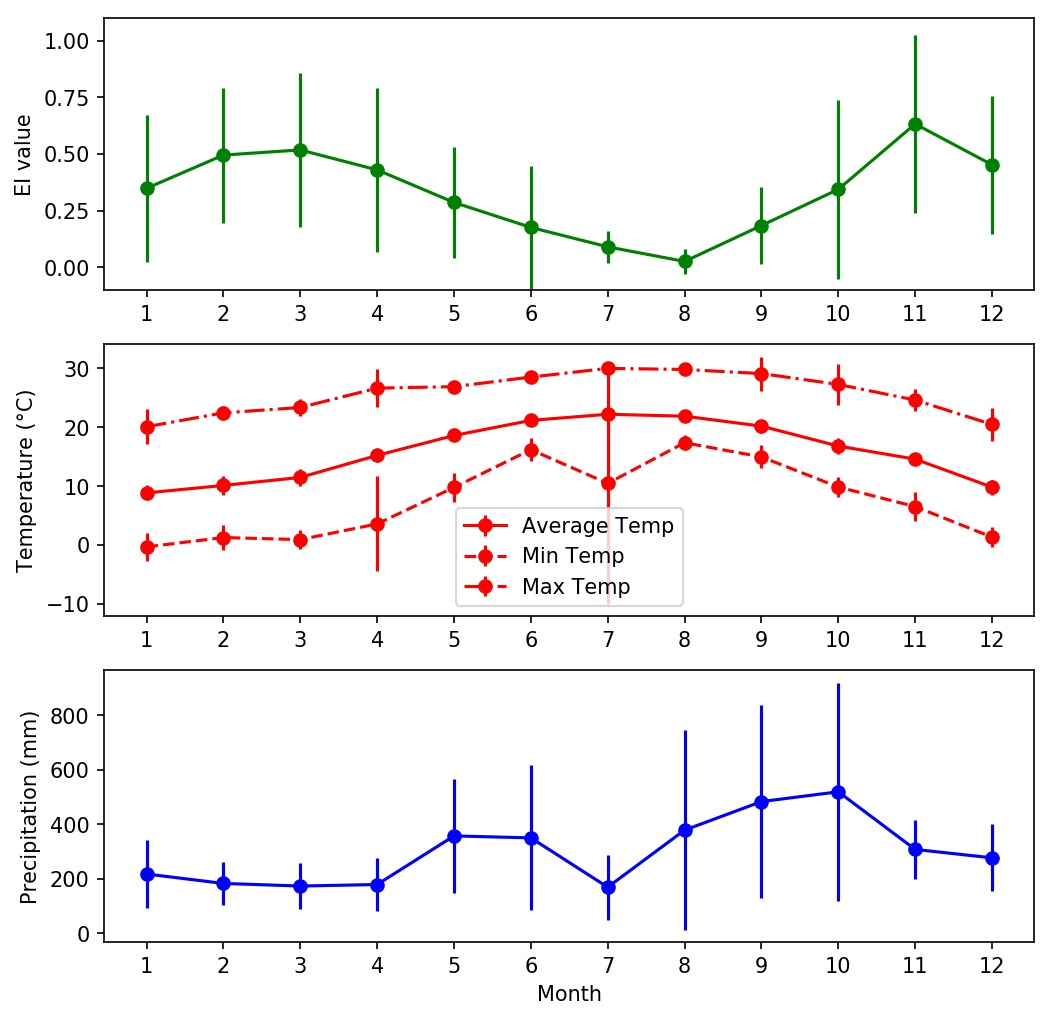 EI value
1.00
0.75
0.50
0.25
0.00
1 2 3 4 5 6 7 8 9 10 11 12
Temperature (°C)
30
20
10
0
−10
Average Temp
Min Temp
Max Temp
1 2 3 4 5 6 7 8 9 10 11 12
Precipitation (mm)
800
600
400
200
0
1 2 3 4 5 6 7 8 9 10 11 12
Month